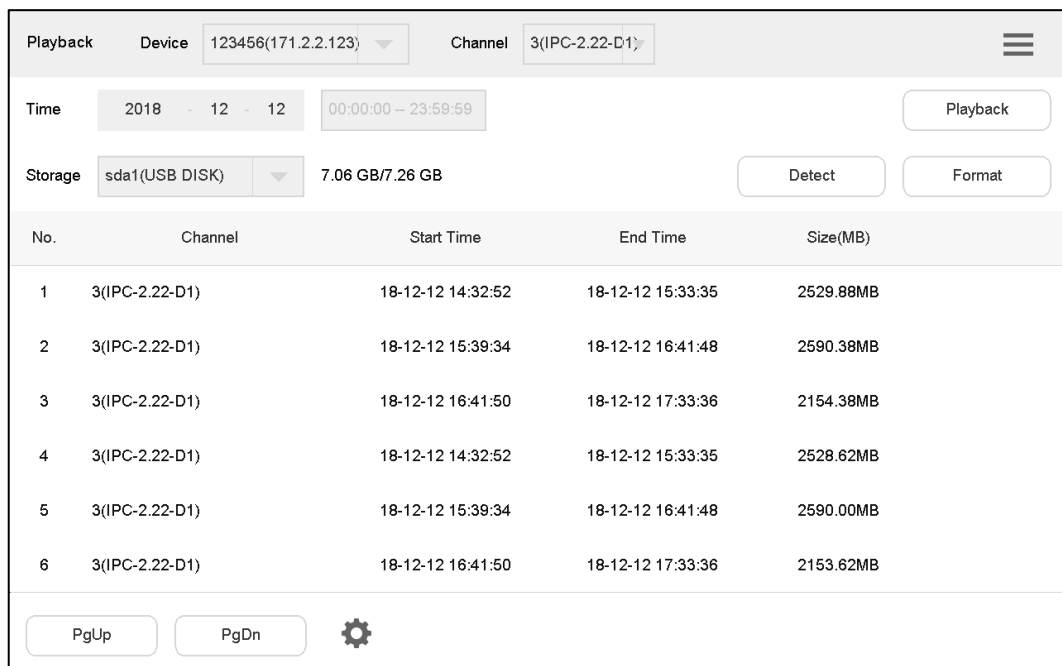 Playback Device 123456(171.2.2.123) Channel 3(IPC-2.22-D1)
Time 2018 - 12 - 12 00:00:00 -- 23:59:59 Playback
Storage sda1(USB DISK) 7.06 GB/7.26 GB Detect Format
No. Channel Start Time End Time Size(MB)
1 3(IPC-2.22-D1) 18-12-12 14:32:52 18-12-12 15:33:35 2529.88MB
2 3(IPC-2.22-D1) 18-12-12 15:39:34 18-12-12 16:41:48 2590.38MB
3 3(IPC-2.22-D1) 18-12-12 16:41:50 18-12-12 17:33:36 2154.38MB
4 3(IPC-2.22-D1) 18-12-12 14:32:52 18-12-12 15:33:35 2528.62MB
5 3(IPC-2.22-D1) 18-12-12 15:39:34 18-12-12 16:41:48 2590.00MB
6 3(IPC-2.22-D1) 18-12-12 16:41:50 18-12-12 17:33:36 2153.62MB
PgUp PgDn